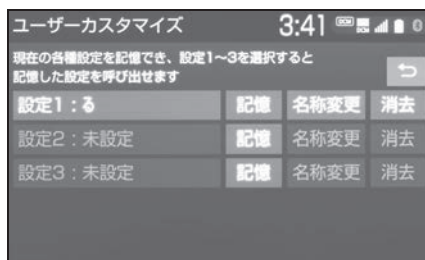 ユーザーカスタマイズ 3:41
現在の各種設定を記憶でき、設定1～3を選択すると
記憶した設定を呼び出せます
設定1：る 記憶 名称変更 消去
設定2：未設定 記憶 名称変更 消去
設定3：未設定 記憶 名称変更 消去